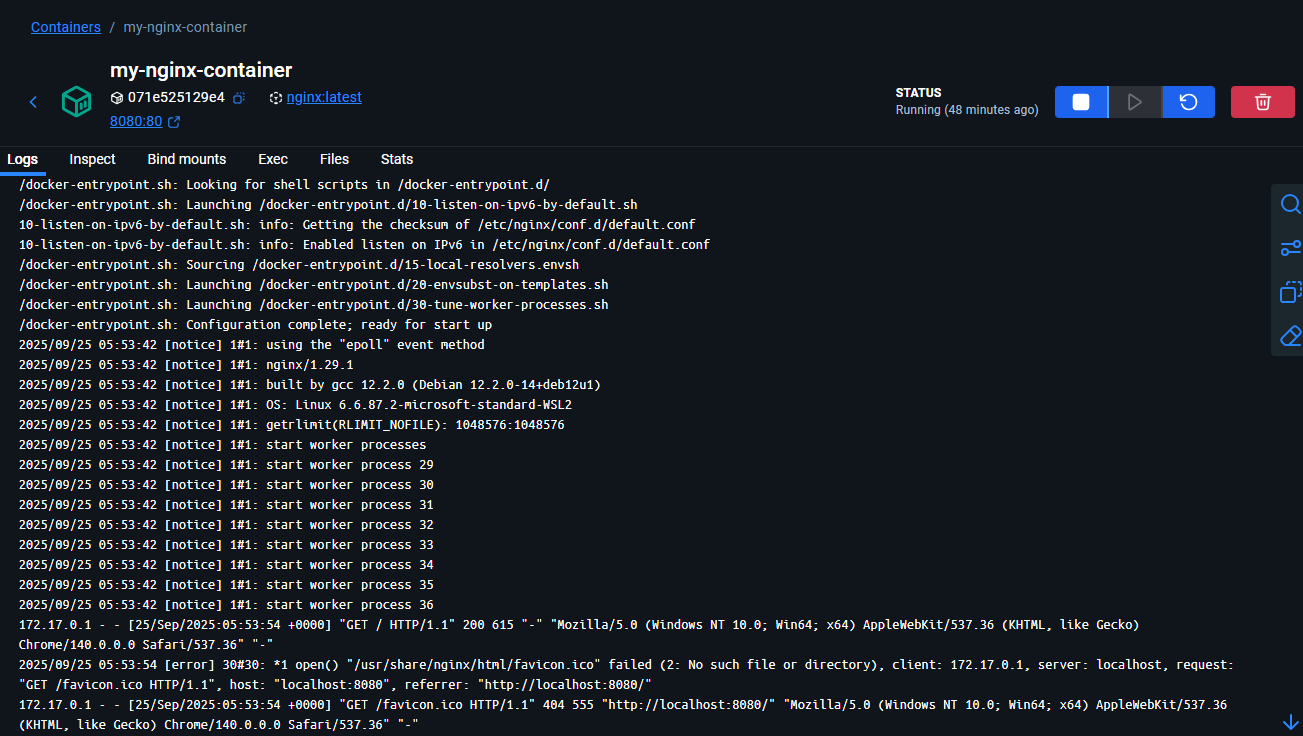 Containers / my-nginx-container
my-nginx-container
071e525129e4 nginx:latest
8080:80
STATUS
Running (48 minutes ago)
Logs Inspect Bind mounts Exec Files Stats
/docker-entrypoint.sh: Looking for shell scripts in /docker-entrypoint.d/
/docker-entrypoint.sh: Launching /docker-entrypoint.d/10-listen-on-ipv6-by-default.sh
10-listen-on-ipv6-by-default.sh: info: Getting the checksum of /etc/nginx/conf.d/default.conf
10-listen-on-ipv6-by-default.sh: info: Enabled listen on IPv6 in /etc/nginx/conf.d/default.conf
/docker-entrypoint.sh: Sourcing /docker-entrypoint.d/15-local-resolvers.envsh
/docker-entrypoint.sh: Launching /docker-entrypoint.d/20-envsubst-on-templates.sh
/docker-entrypoint.sh: Launching /docker-entrypoint.d/30-tune-worker-processes.sh
/docker-entrypoint.sh: Configuration complete; ready for start up
2025/09/25 05:53:42 [notice] 1#1: using the "epoll" event method
2025/09/25 05:53:42 [notice] 1#1: nginx/1.29.1
2025/09/25 05:53:42 [notice] 1#1: built by gcc 12.2.0 (Debian 12.2.0-14+deb12u1)
2025/09/25 05:53:42 [notice] 1#1: OS: Linux 6.6.87.2-microsoft-standard-WSL2
2025/09/25 05:53:42 [notice] 1#1: getrlimit(RLIMIT_NOFILE): 1048576:1048576
2025/09/25 05:53:42 [notice] 1#1: start worker processes
2025/09/25 05:53:42 [notice] 1#1: start worker process 29
2025/09/25 05:53:42 [notice] 1#1: start worker process 30
2025/09/25 05:53:42 [notice] 1#1: start worker process 31
2025/09/25 05:53:42 [notice] 1#1: start worker process 32
2025/09/25 05:53:42 [notice] 1#1: start worker process 33
2025/09/25 05:53:42 [notice] 1#1: start worker process 34
2025/09/25 05:53:42 [notice] 1#1: start worker process 35
2025/09/25 05:53:42 [notice] 1#1: start worker process 36
172.17.0.1 - - [25/Sep/2025:05:53:54 +0000] "GET / HTTP/1.1" 200 615 "-" "Mozilla/5.0 (Windows NT 10.0; Win64; x64) AppleWebKit/537.36 (KHTML, like Gecko)
Chrome/140.0.0.0 Safari/537.36" "-"
2025/09/25 05:53:54 [error] 30#30: *1 open() "/usr/share/nginx/html/favicon.ico" failed (2: No such file or directory), client: 172.17.0.1, server: localhost, request:
"GET /favicon.ico HTTP/1.1", host: "localhost:8080", referrer: "http://localhost:8080/"
172.17.0.1 - - [25/Sep/2025:05:53:54 +0000] "GET /favicon.ico HTTP/1.1" 404 555 "http://localhost:8080/" "Mozilla/5.0 (Windows NT 10.0; Win64; x64) AppleWebKit/537.36
(KHTML, like Gecko) Chrome/140.0.0.0 Safari/537.36" "-"